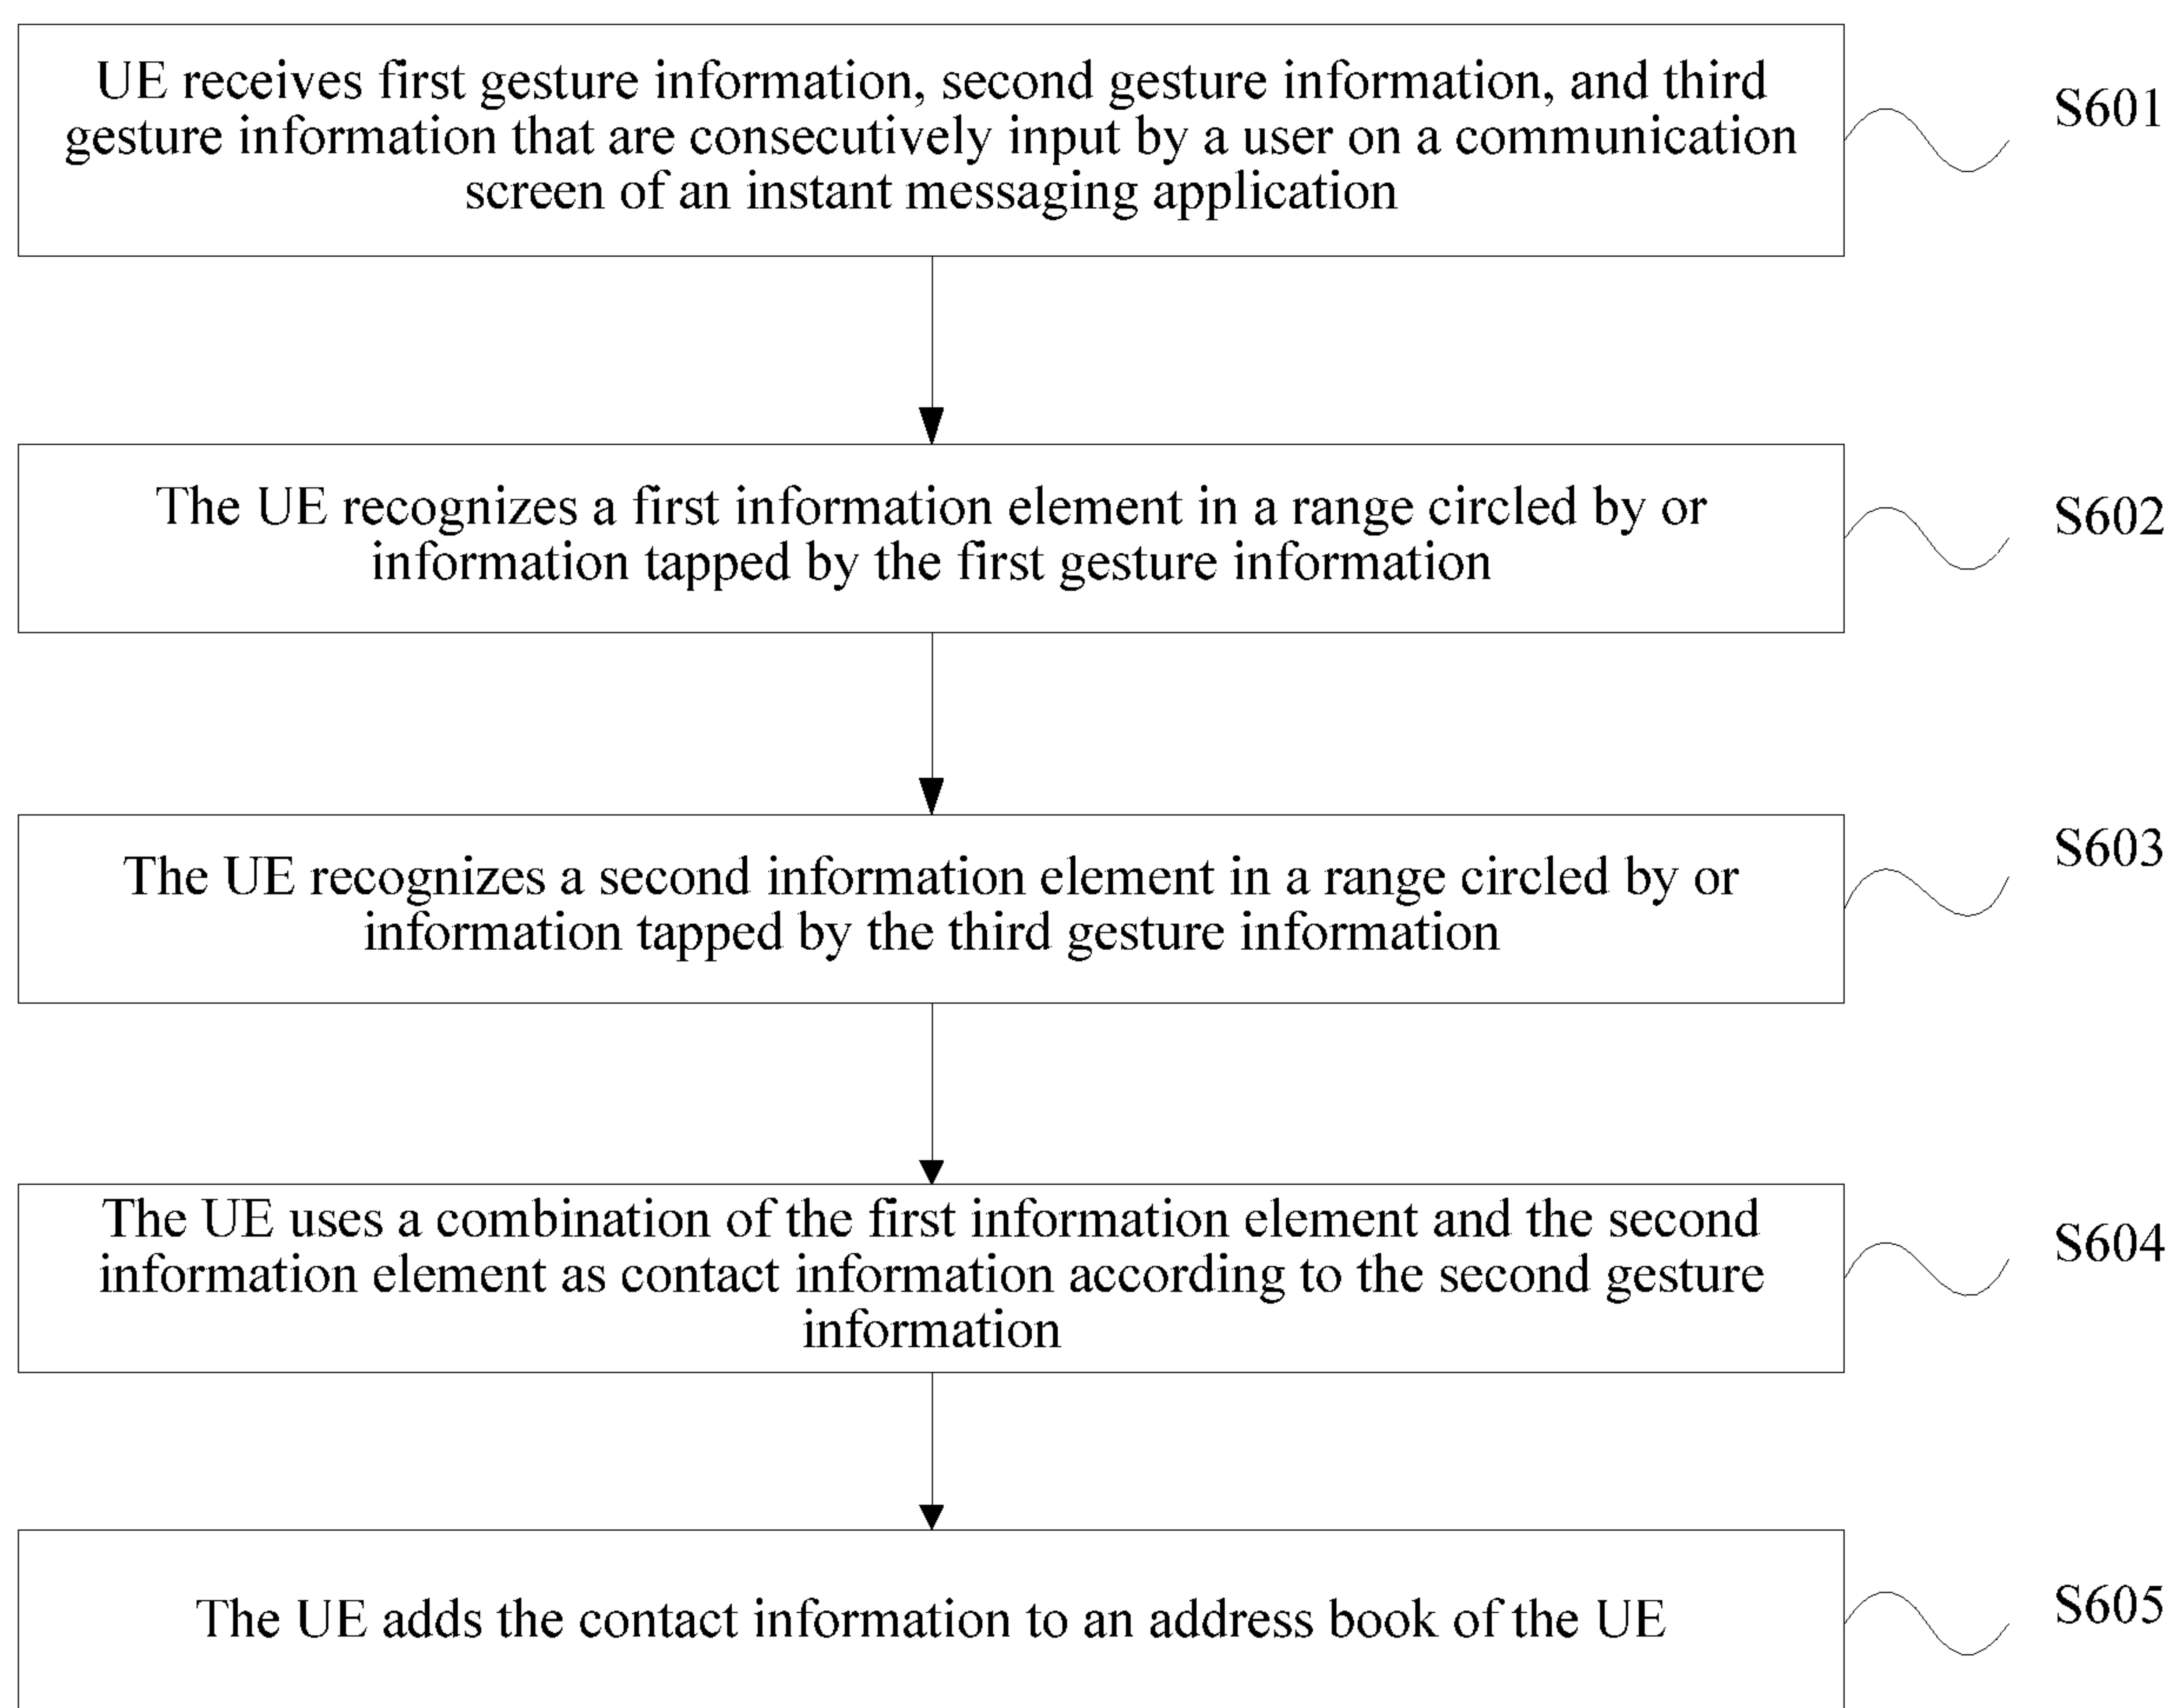 UE receives first gesture information, second gesture information, and third
gesture information that are consecutively input by a user on a communication
screen of an instant messaging application
S601
The UE recognizes a first information element in a range circled by or
information tapped by the first gesture information
S602
The UE recognizes a second information element in a range circled by or
information tapped by the third gesture information
S603
The UE uses a combination of the first information element and the second
information element as contact information according to the second gesture
information
S604
The UE adds the contact information to an address book of the UE
S605